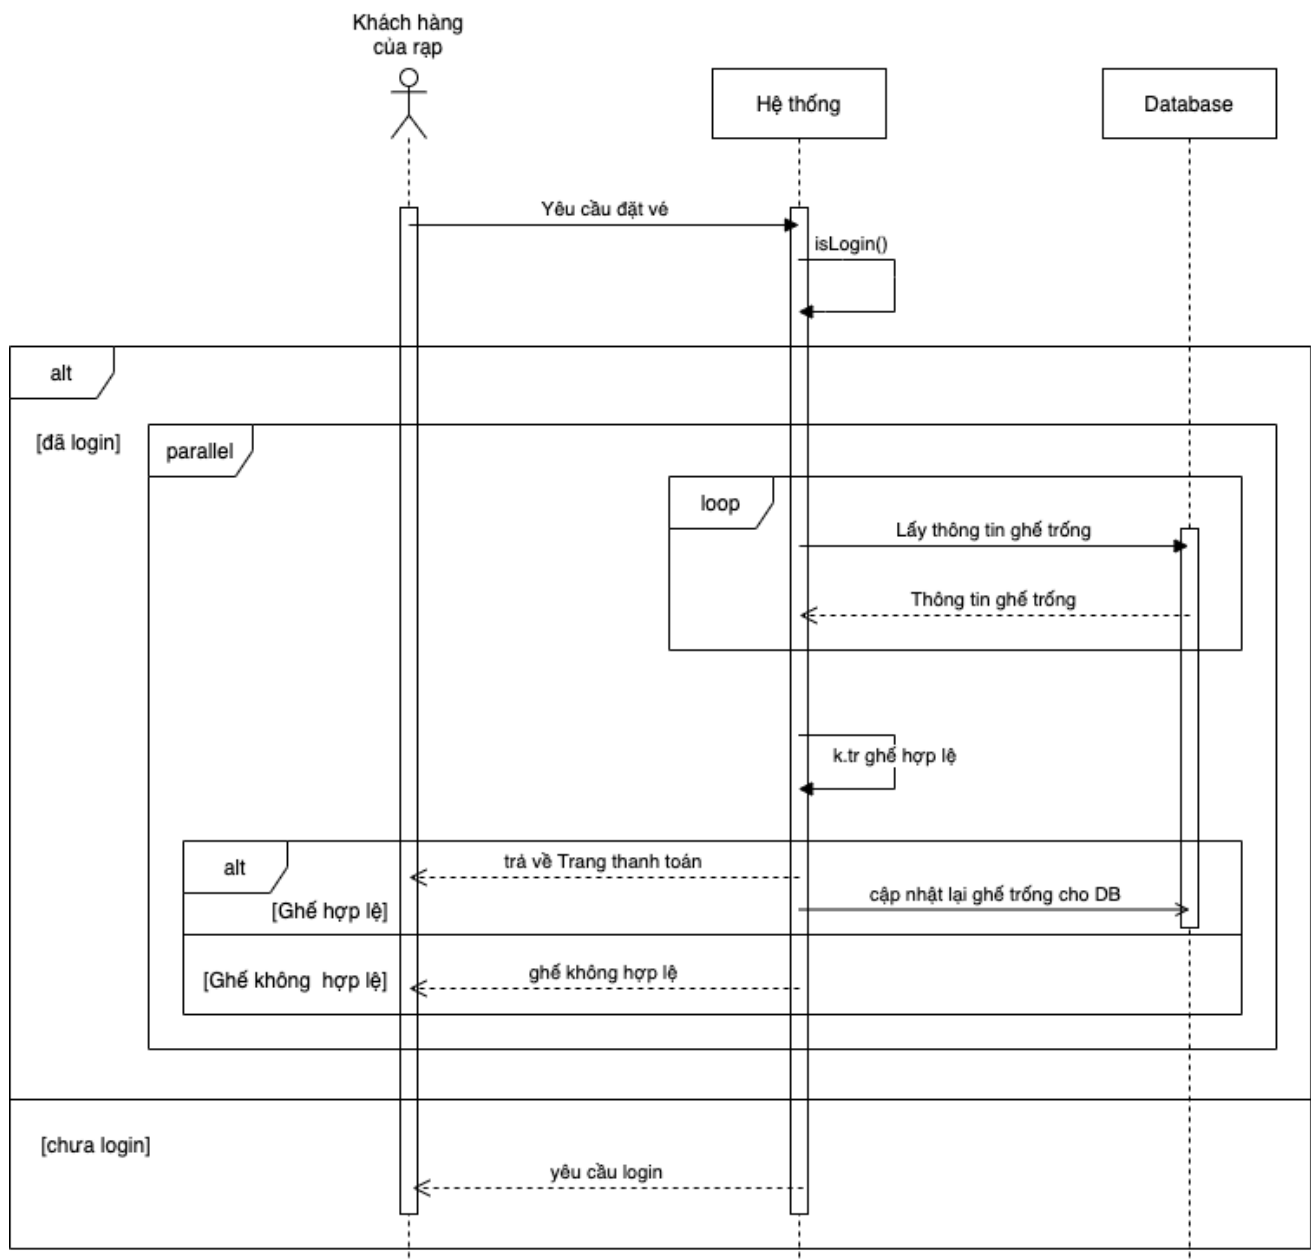 Khách hàng
của rạp
Hệ thống
Database
Yêu cầu đặt vé
isLogin()
alt
[đã login]
parallel
loop
Lấy thông tin ghế trống
Thông tin ghế trống
k.tr ghế hợp lệ
alt
trả về Trang thanh toán
cập nhật lại ghế trống cho DB
[Ghế hợp lệ]
ghế không hợp lệ
[Ghế không  hợp lệ]
[chưa login]
yêu cầu login